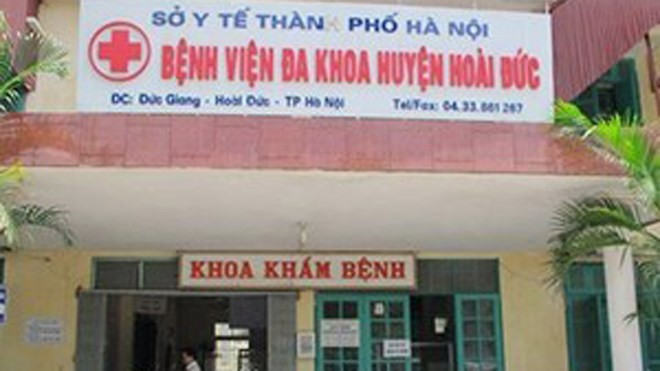 SỞ Y TẾ THÀNH PHỐ HÀ NỘI
BỆNH VIỆN ĐA KHOA HUYỆN HOÀI ĐỨC
ĐC: Đức Giang - Hoài Đức - TP Hà Nội Tel/Fax: 04.33.861 267
KHOA KHÁM BỆNH